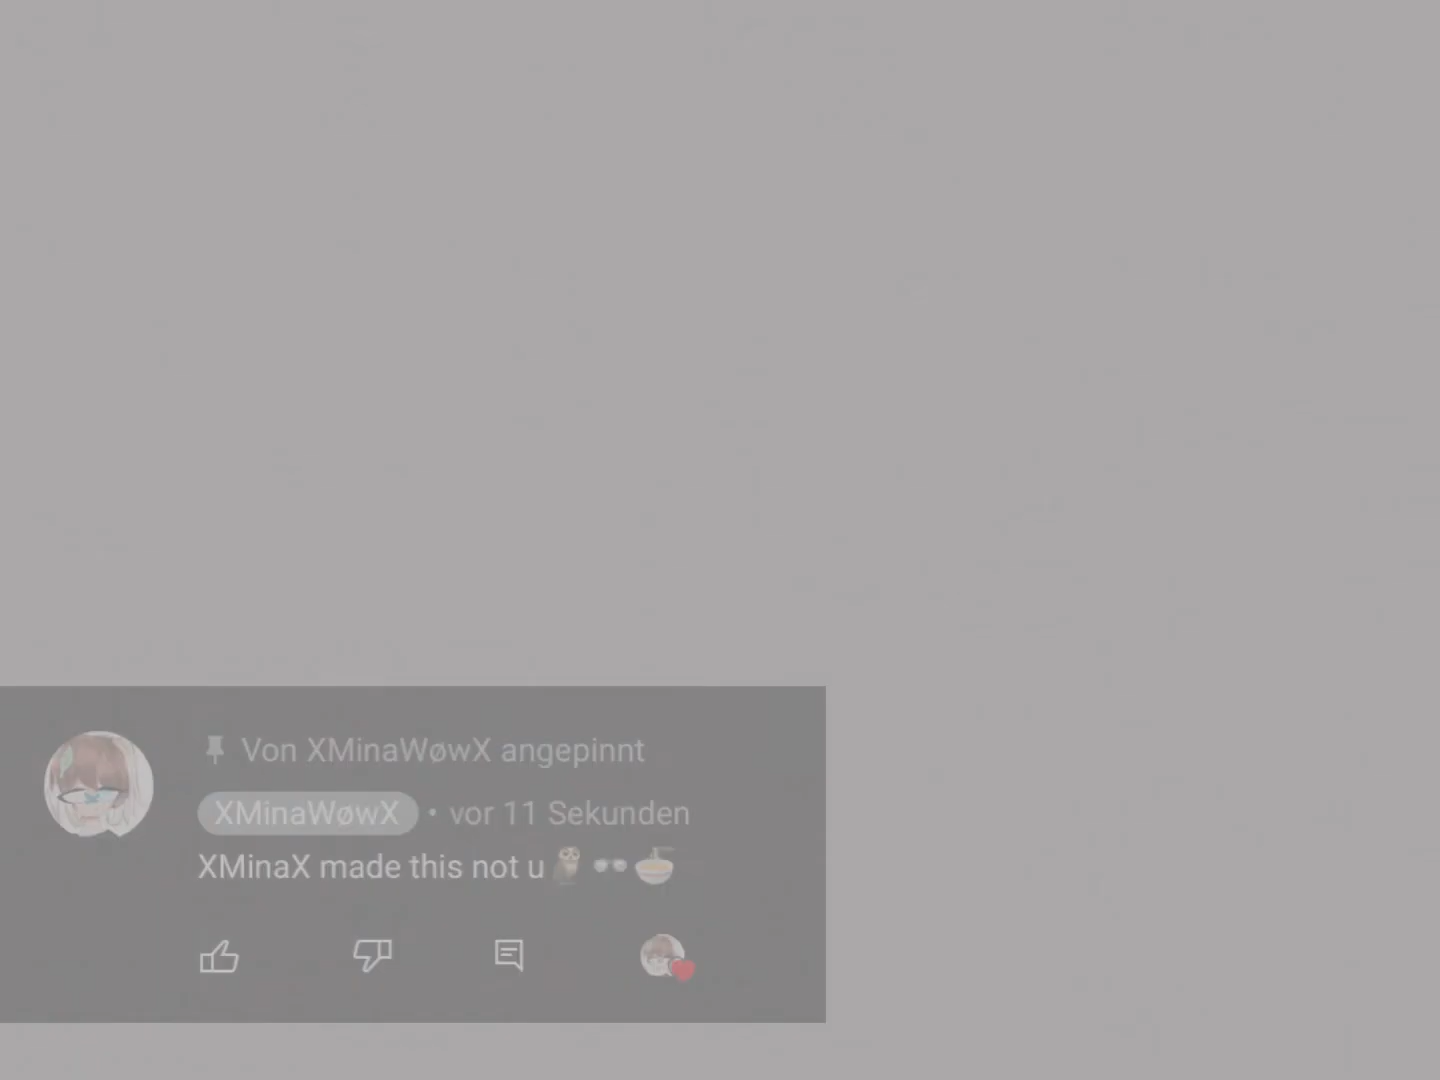 Von XMinaWøwX angepinnt
XMinaWøwX • vor 11 Sekunden
XMinaX made this not u🦉👓🍜